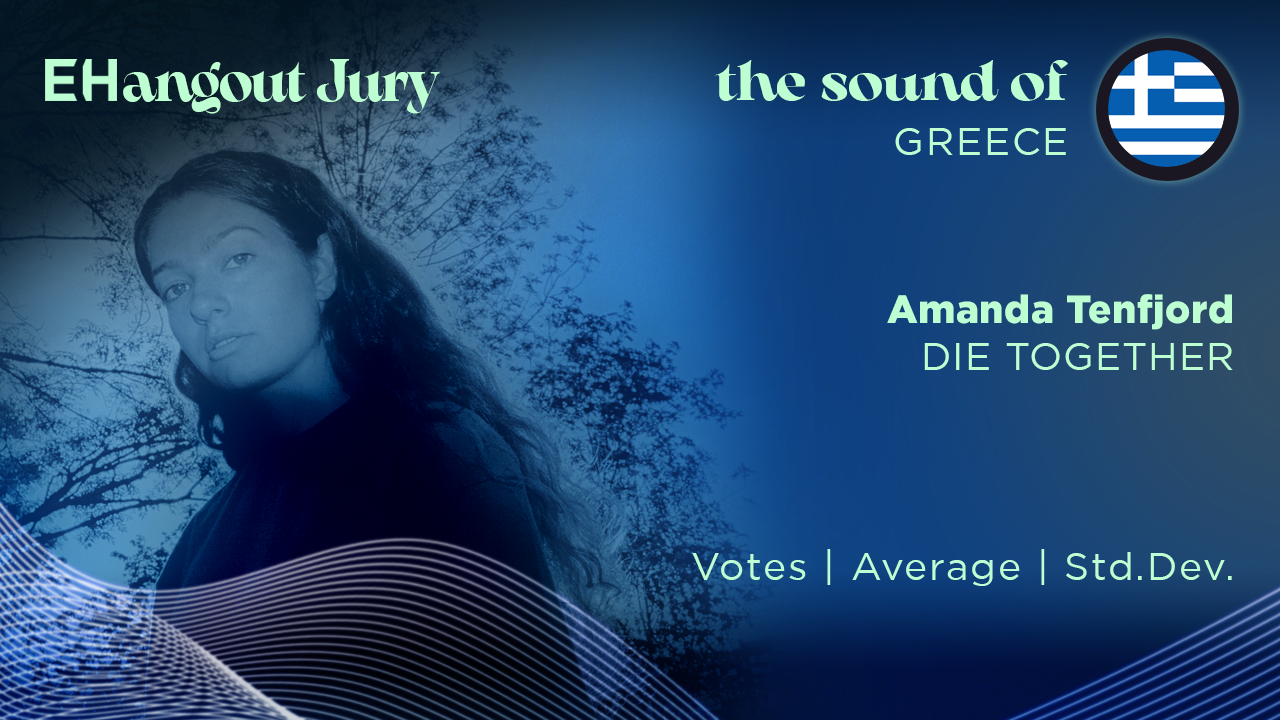 EHangout Jury
the sound of
GREECE
Amanda Tenfjord
DIE TOGETHER
Votes | Average | Std.Dev.